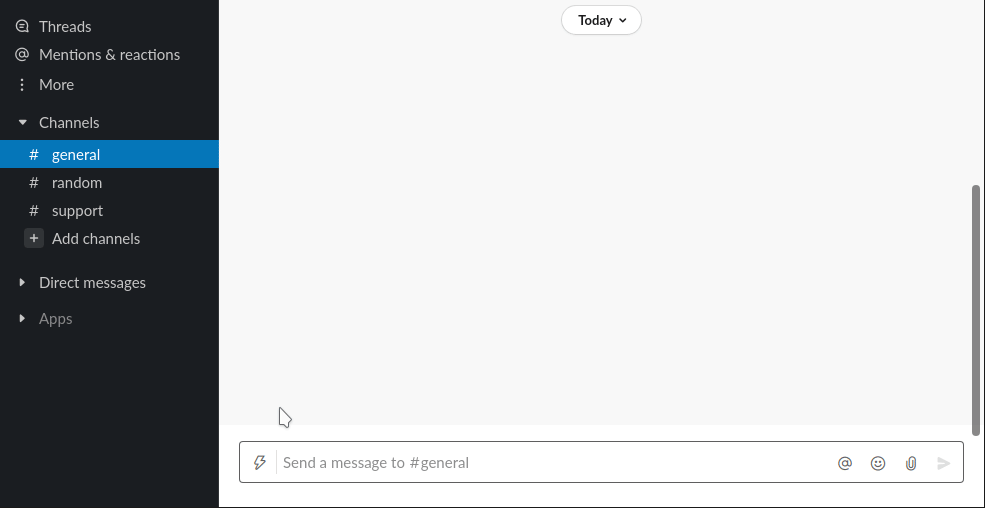 Threads
Mentions & reactions
More
Channels
# general
# random
# support
+ Add channels
Direct messages
Apps
Today
Send a message to #general
@